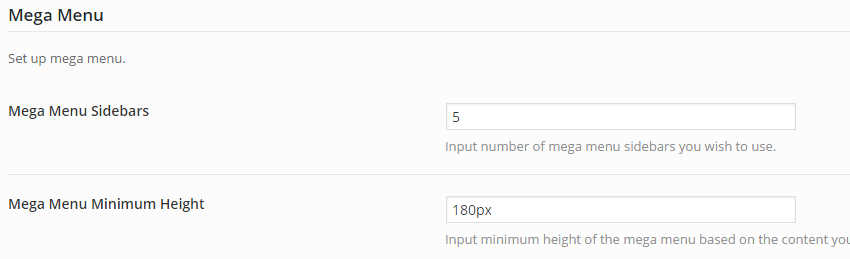 Mega Menu
Set up mega menu.
Mega Menu Sidebars
5
Input number of mega menu sidebars you wish to use.
Mega Menu Minimum Height
180px
Input minimum height of the mega menu based on the content